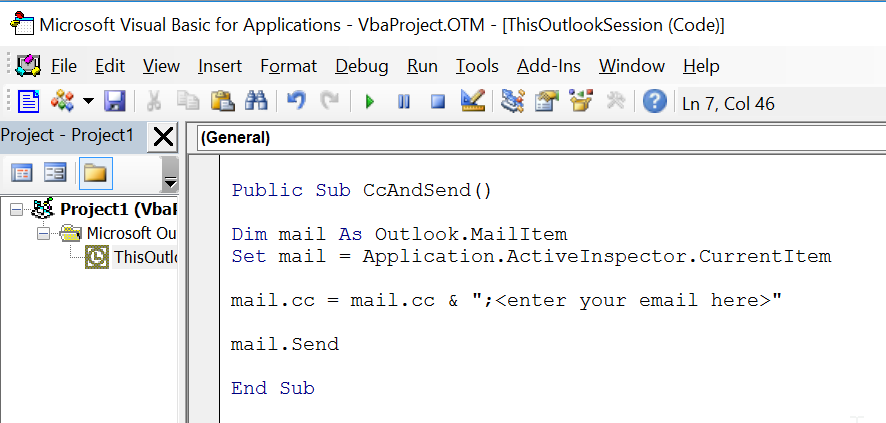 Microsoft Visual Basic for Applications - VbaProject.OTM - [ThisOutlookSession (Code)]
File Edit View Insert Format Debug Run Tools Add-Ins Window Help
Ln 7, Col 46
Project - Project1
(General)
Project1 (Vba
Microsoft Ou
ThisOutl
Public Sub CcAndSend()
Dim mail As Outlook.MailItem
Set mail = Application.ActiveInspector.CurrentItem
mail.cc = mail.cc & ";<enter your email here>"
mail.Send
End Sub